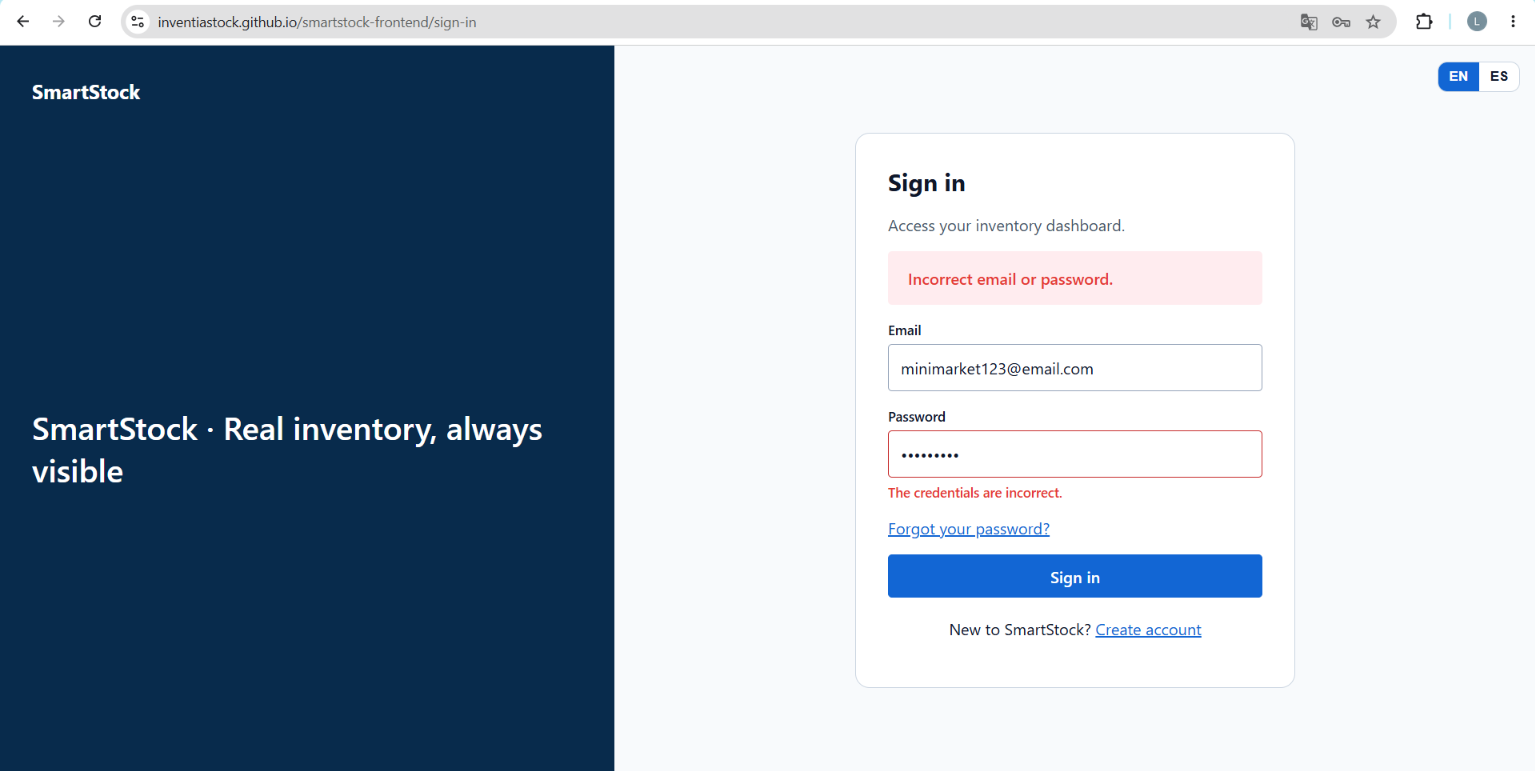 inventiastock.github.io/smartstock-frontend/sign-in
L
SmartStock
EN ES
Sign in
Access your inventory dashboard.
Incorrect email or password.
Email
minimarket123@email.com
Password
•••••••••
The credentials are incorrect.
Forgot your password?
Sign in
New to SmartStock? Create account
SmartStock · Real inventory, always
visible